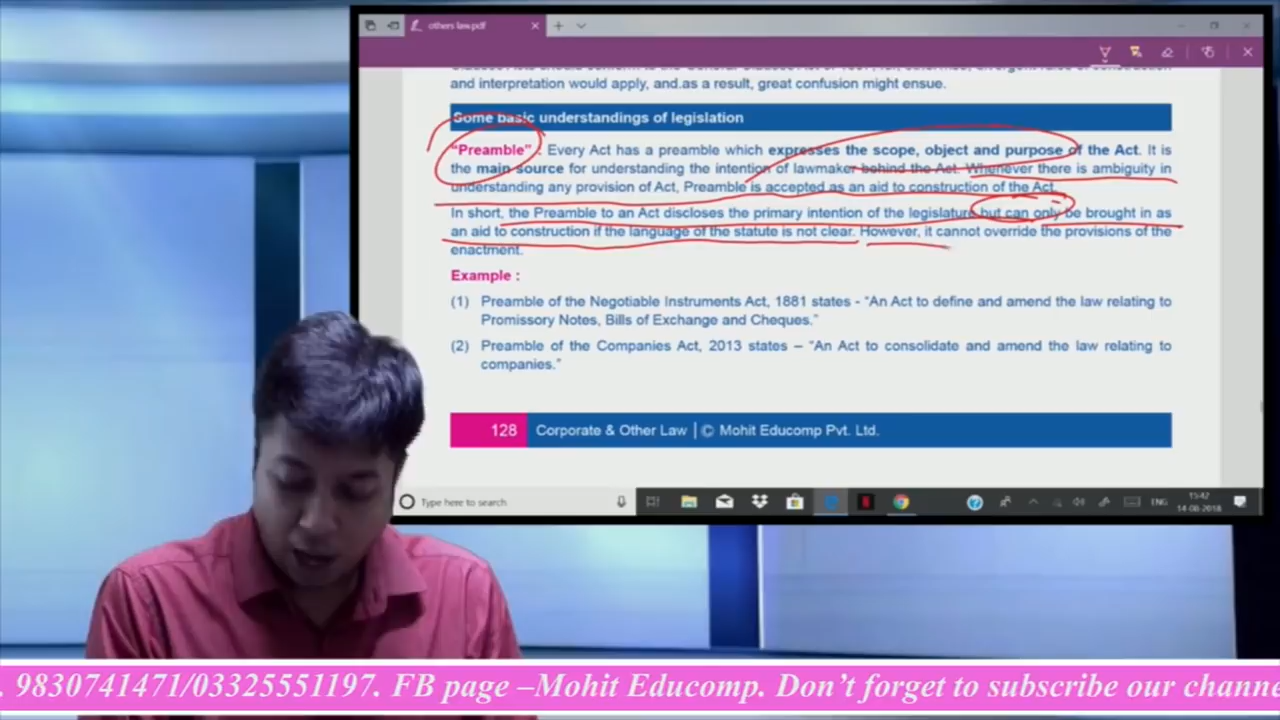 others law.pdf
and interpretation would apply, and.as a result, great confusion might ensue.
Some basic understandings of legislation
“Preamble” : Every Act has a preamble which expresses the scope, object and purpose of the Act. It is
the main source for understanding the intention of lawmaker behind the Act. Whenever there is ambiguity in
understanding any provision of Act, Preamble is accepted as an aid to construction of the Act.
In short, the Preamble to an Act discloses the primary intention of the legislature but can only be brought in as
an aid to construction if the language of the statute is not clear. However, it cannot override the provisions of the
enactment.
Example :
(1) Preamble of the Negotiable Instruments Act, 1881 states - “An Act to define and amend the law relating to
Promissory Notes, Bills of Exchange and Cheques.”
(2) Preamble of the Companies Act, 2013 states – “An Act to consolidate and amend the law relating to
companies.”
128 Corporate & Other Law | © Mohit Educomp Pvt. Ltd.
Type here to search
ENG
15:42
14-08-2018
. 9830741471/03325551197. FB page –Mohit Educomp. Don’t forget to subscribe our channe